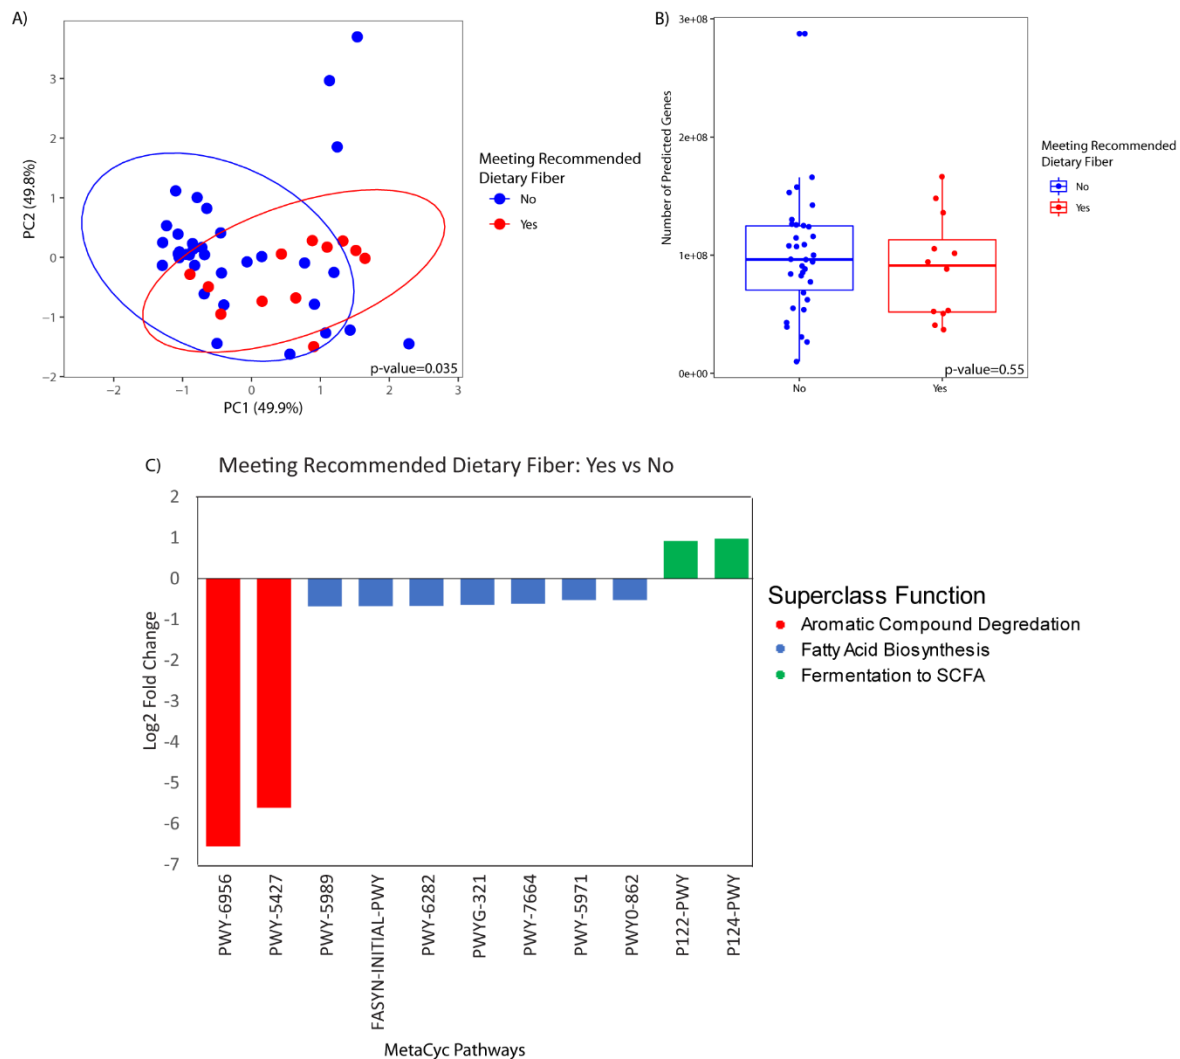 A)
3
2
1
0
−1
−2
PC2 (49.8%)
−2
−1
0
1
2
3
PC1 (49.9%)
p-value=0.035
Meeting Recommended
Dietary Fiber
No
Yes
B)
3e+08
2e+08
1e+08
0e+00
Number of Predicted Genes
No
Yes
p-value=0.55
Meeting Recommended
Dietary Fiber
No
Yes
C)
Meeting Recommended Dietary Fiber: Yes vs No
2
1
0
-1
-2
-3
-4
-5
-6
-7
Log2 Fold Change
PWY-6956
PWY-5427
PWY-5989
FASYN-INITIAL-PWY
PWY-6282
PWYG-321
PWY-7664
PWY-5971
PWY0-862
P122-PWY
P124-PWY
MetaCyc Pathways
Superclass Function
Aromatic Compound Degredation
Fatty Acid Biosynthesis
Fermentation to SCFA